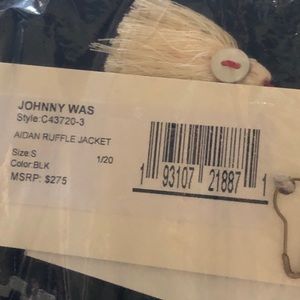 JOHNNY WAS
Style:C43720-3
AIDAN RUFFLE JACKET
Size:S 1/20
Color:BLK
MSRP: $275
1 93107 21887 1